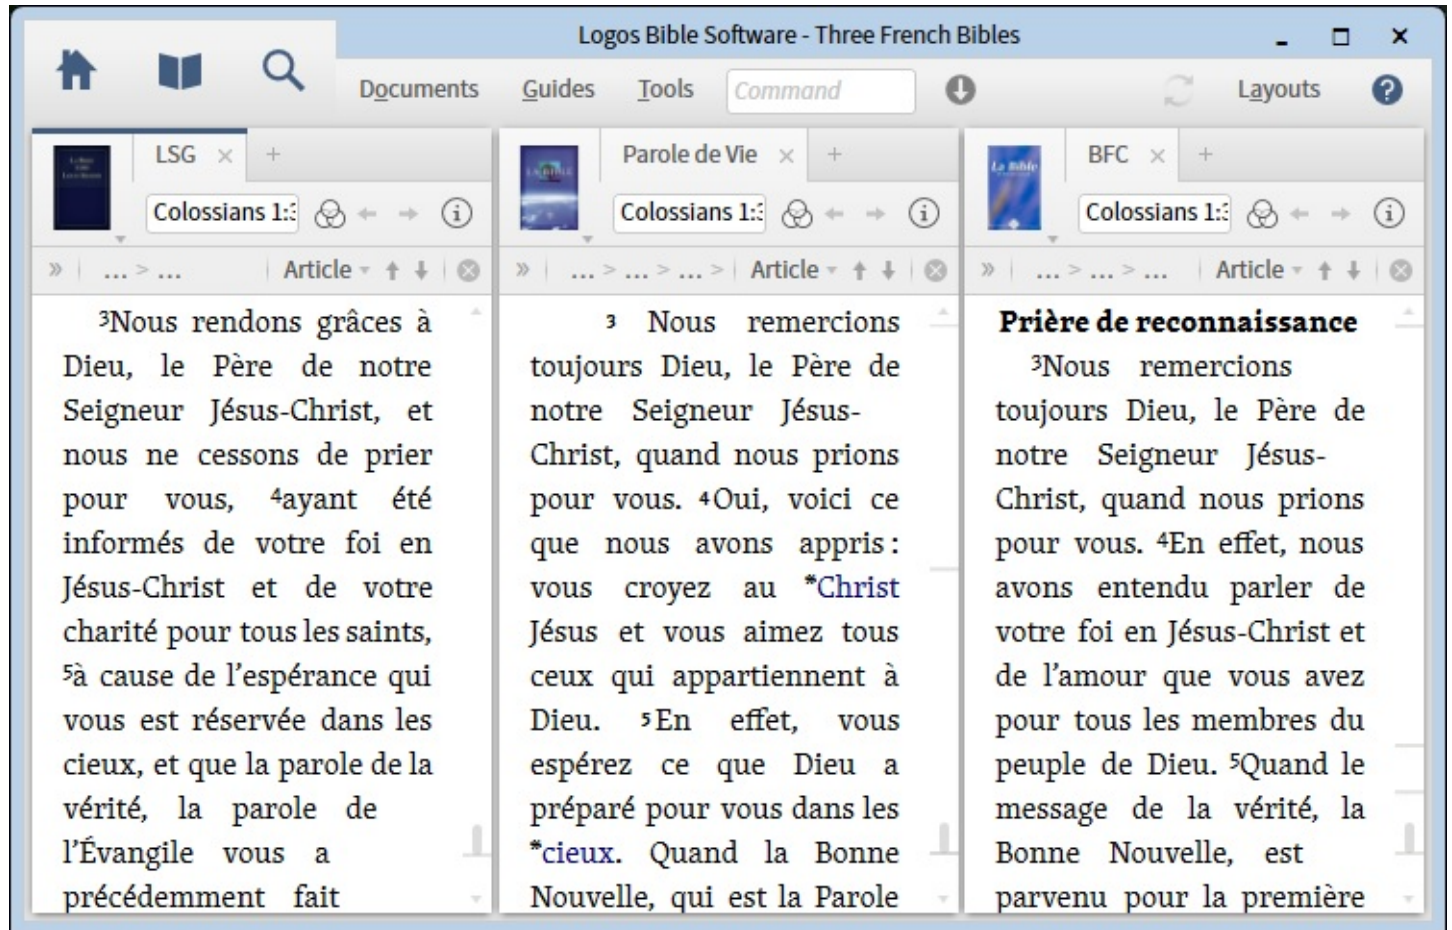 Logos Bible Software - Three French Bibles
Documents
Guides
Tools
Command
Layouts
?
LSG
Colossians 1:3
... > ...
Article
³Nous rendons grâces à
Dieu, le Père de notre
Seigneur Jésus-Christ, et
nous ne cessons de prier
pour vous, ⁴ayant été
informés de votre foi en
Jésus-Christ et de votre
charité pour tous les saints,
⁵à cause de l’espérance qui
vous est réservée dans les
cieux, et que la parole de la
vérité, la parole de
l’Évangile vous a
précédemment fait
LA BIBLE
Parole de Vie
Colossians 1:3
... > ... > ... >
Article
³ Nous remercions
toujours Dieu, le Père de
notre Seigneur Jésus-
Christ, quand nous prions
pour vous. ⁴Oui, voici ce
que nous avons appris :
vous croyez au *Christ
Jésus et vous aimez tous
ceux qui appartiennent à
Dieu. ⁵En effet, vous
espérez ce que Dieu a
préparé pour vous dans les
*cieux. Quand la Bonne
Nouvelle, qui est la Parole
La Bible
BFC
Colossians 1:3
... > ... > ...
Article
Prière de reconnaissance
³Nous remercions
toujours Dieu, le Père de
notre Seigneur Jésus-
Christ, quand nous prions
pour vous. ⁴En effet, nous
avons entendu parler de
votre foi en Jésus-Christ et
de l’amour que vous avez
pour tous les membres du
peuple de Dieu. ⁵Quand le
message de la vérité, la
Bonne Nouvelle, est
parvenu pour la première